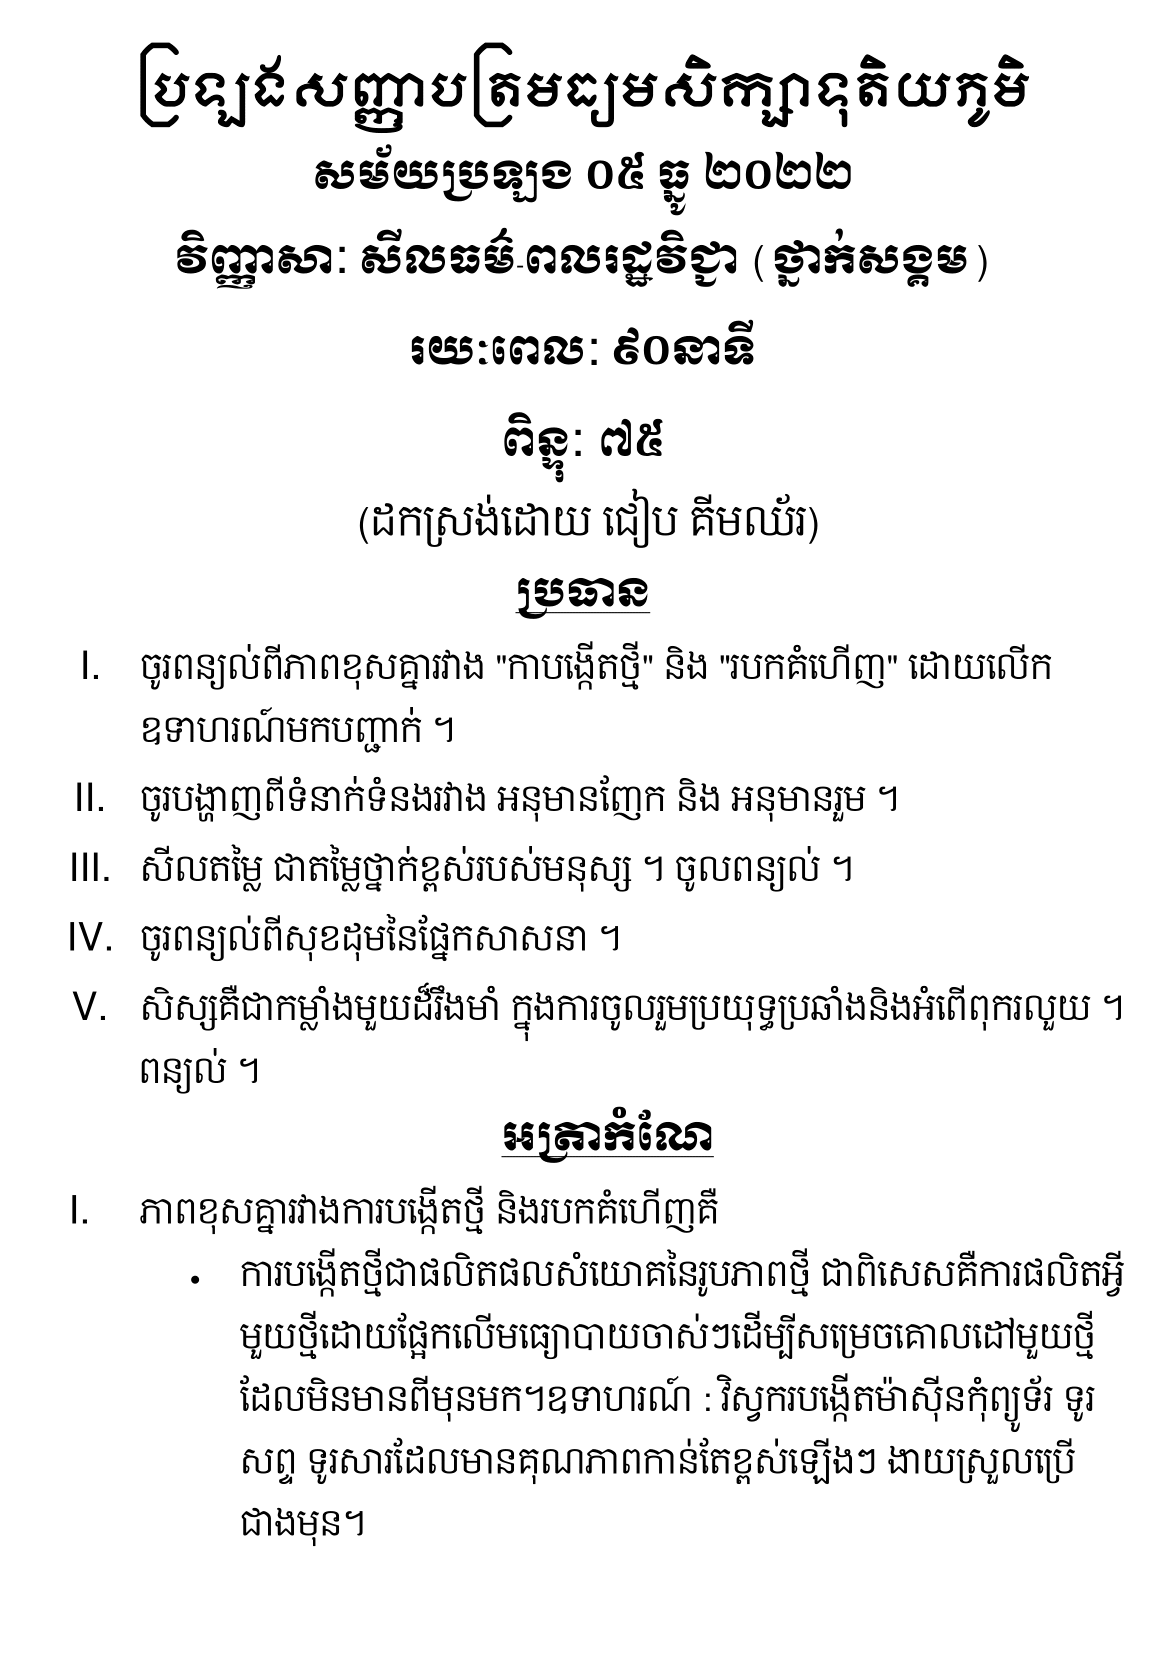 ប្រឡងសញ្ញាបត្រមធ្យមសិក្សាទុតិយភូមិ
សម័យប្រឡង ០៥ ធ្នូ ២០២២
វិញ្ញាសា: សីលធម៌-ពលរដ្ឋវិជ្ជា (ថ្នាក់សង្គម)
រយ:ពេល: ៩០នាទី
ពិន្ទុ: ៧៥
(ដកស្រង់ដោយ ជៀប គីមឈ័រ)
ប្រធាន
I. ចូរពន្យល់ពីភាពខុសគ្នារវាង "កាបង្កើតថ្មី" និង "របកគំហើញ" ដោយលើក
ឧទាហរណ៍មកបញ្ជាក់ ។
II. ចូរបង្ហាញពីទំនាក់ទំនងរវាង អនុមានញែក និង អនុមានរួម ។
III. សីលតម្លៃ ជាតម្លៃថ្នាក់ខ្ពស់របស់មនុស្ស ។ ចូលពន្យល់ ។
IV. ចូរពន្យល់ពីសុខដុមនៃផ្នែកសាសនា ។
V. សិស្សគឺជាកម្លាំងមួយដ៏រឹងមាំ ក្នុងការចូលរួមប្រយុទ្ធប្រឆាំងនិងអំពើពុករលួយ ។
ពន្យល់ ។
អត្រាកំណែ
I. ភាពខុសគ្នារវាងការបង្កើតថ្មី និងរបកគំហើញគឺ
• ការបង្កើតថ្មីជាផលិតផលសំយោគនៃរូបភាពថ្មី ជាពិសេសគឺការផលិតអ្វី
មួយថ្មីដោយផ្អែកលើមធ្យោបាយចាស់ៗដើម្បីសម្រេចគោលដៅមួយថ្មី
ដែលមិនមានពីមុនមក។ឧទាហរណ៍ : វិស្វករបង្កើតម៉ាស៊ីនកុំព្យូទ័រ ទូរ
សព្ទ ទូរសារដែលមានគុណភាពកាន់តែខ្ពស់ឡើងៗ ងាយស្រួលប្រើ
ជាងមុន។